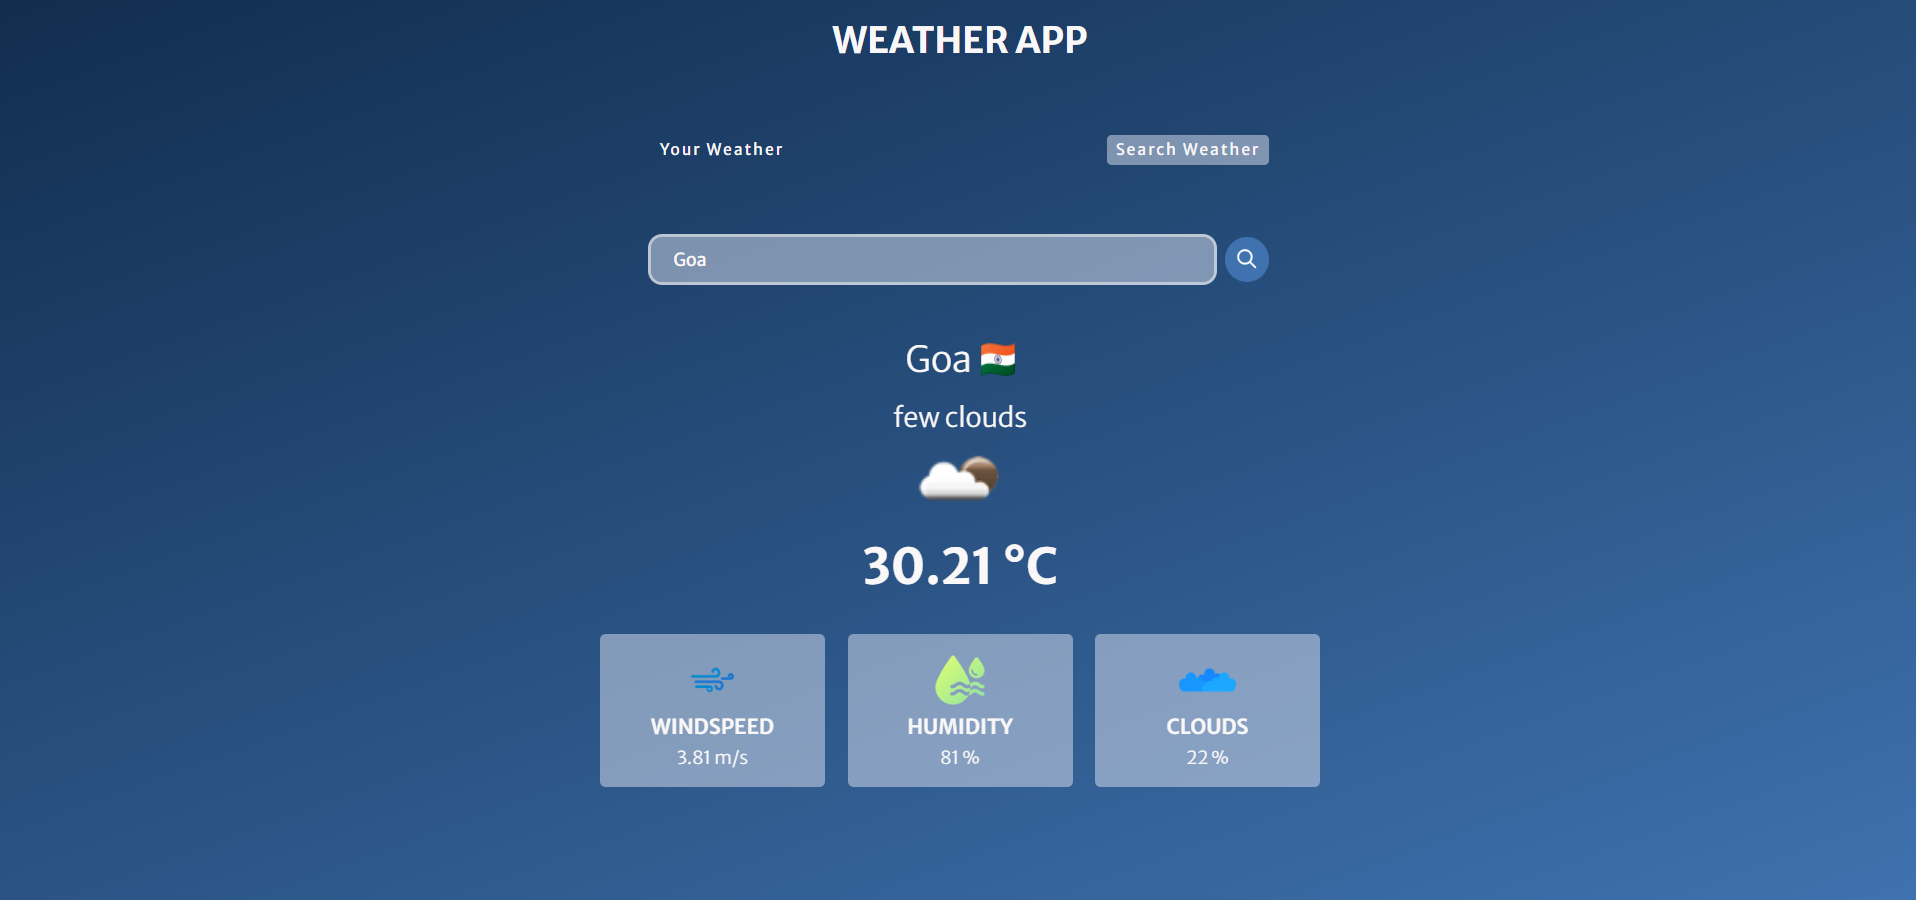 WEATHER APP
Your Weather
Search Weather
Goa
Goa
few clouds
30.21 °C
WINDSPEED
3.81 m/s
HUMIDITY
81 %
CLOUDS
22 %